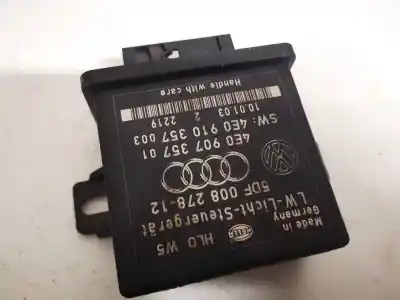 Made in
Germany HLO W5
LW-Licht-Steuergerät
5DF 008 278-12
HELLA
4E0 907 357 01
SW: 4E0 910 357 003
2 2219
10.01.03
Handle with care